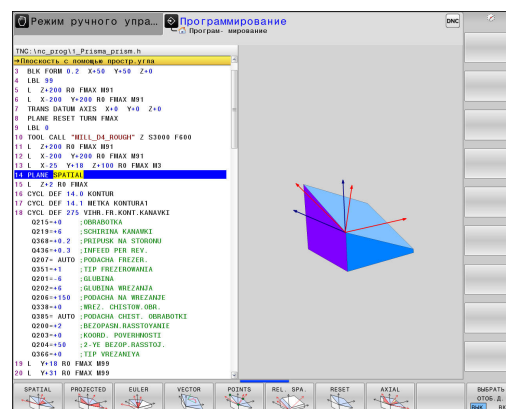 Режим ручного упра…
Программирование
Програм- мирование
DNC
TNC:\nc_prog\1_Prisma_prism.h
→Плоскость с помощью простр.угла
3 BLK FORM 0.2 X+50 Y+50 Z+0
4 LBL 99
5 L Z+200 R0 FMAX M91
6 L X-200 Y+200 R0 FMAX M91
7 TRANS DATUM AXIS X+0 Y+0 Z+0
8 PLANE RESET TURN FMAX
9 LBL 0
10 TOOL CALL "MILL_D4_ROUGH" Z S3000 F600
11 L Z+200 R0 FMAX M91
12 L X-200 Y+200 R0 FMAX M91
13 L X-25 Y+18 Z+100 R0 FMAX M3
14 PLANE SPATIAL
15 L Z+2 R0 FMAX
16 CYCL DEF 14.0 KONTUR
17 CYCL DEF 14.1 METKA KONTURA1
18 CYCL DEF 275 VIHR.FR.KONT.KANAVKI
Q215=+0 ;OBRABOTKA
Q219=+6 ;SCHIRINA KANAWKI
Q368=+0.2 ;PRIPUSK NA STORONU
Q436=+0.3 ;INFEED PER REV.
Q207= AUTO ;PODACHA FREZER.
Q351=+1 ;TIP FREZEROWANIA
Q201=-6 ;GLUBINA
Q202=+6 ;GLUBINA WREZANJA
Q206=+150 ;PODACHA NA WREZANJE
Q338=+0 ;WREZ. CHISTOW.OBR.
Q385= AUTO ;PODACHA CHIST. OBRABOTKI
Q200=+2 ;BEZOPASN.RASSTOYANIE
Q203=+0 ;KOORD. POVERHNOSTI
Q204=+50 ;2-YE BEZOP.RASSTOJ.
Q366=+0 ;TIP VREZANIYA
19 L Y+18 R0 FMAX M99
20 L Y+31 R0 FMAX M99
SPATIAL PROJECTED EULER VECTOR POINTS REL. SPA. RESET AXIAL ВЫБРАТЬ
ОТОБ.Д.
ВЫК ВК